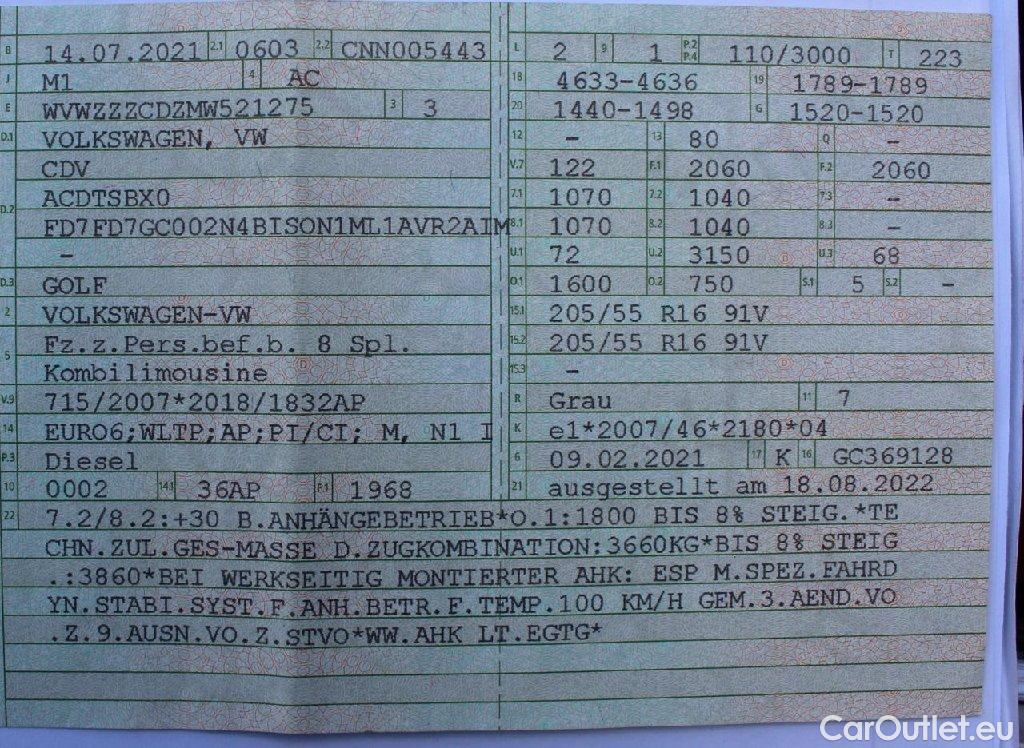 B 14.07.2021 2.1 0603 2.2 CNN005443
J M1 4 AC
E WVWZZZCDZMW521275 3 3
D.1 VOLKSWAGEN, VW
CDV
D.2 ACDTSBX0
FD7FD7GC002N4BISON1ML1AVR2AIM
–
D.3 GOLF
2 VOLKSWAGEN-VW
5 Fz.z.Pers.bef.b. 8 Spl.
Kombilimousine
V.9 715/2007*2018/1832AP
14 EURO6;WLTP;AP;PI/CI; M, N1 I
P.3 Diesel
10 0002 14.1 36AP P.1 1968
L 2 9 1 P.2 P.4 110/3000 T 223
18 4633-4636 19 1789-1789
20 1440-1498 G 1520-1520
12 – 13 80 Q –
V.7 122 F.1 2060 F.2 2060
7.1 1070 7.2 1040 7.3 –
8.1 1070 8.2 1040 8.3 –
U.1 72 U.2 3150 U.3 68
O.1 1600 O.2 750 S.1 5 S.2 –
15.1 205/55 R16 91V
15.2 205/55 R16 91V
15.3 –
R Grau 11 7
K e1*2007/46*2180*04
6 09.02.2021 17 K 16 GC369128
21 ausgestellt am 18.08.2022
22 7.2/8.2:+30 B.ANHÄNGEBETRIEB*O.1:1800 BIS 8% STEIG.*TE
CHN.ZUL.GES-MASSE D.ZUGKOMBINATION:3660KG*BIS 8% STEIG
.:3860*BEI WERKSEITIG MONTIERTER AHK: ESP M.SPEZ.FAHRD
YN.STABI.SYST.F.ANH.BETR.F.TEMP.100 KM/H GEM.3.AEND.VO
.Z.9.AUSN.VO.Z.STVO*WW.AHK LT.EGTG*
CarOutlet.eu